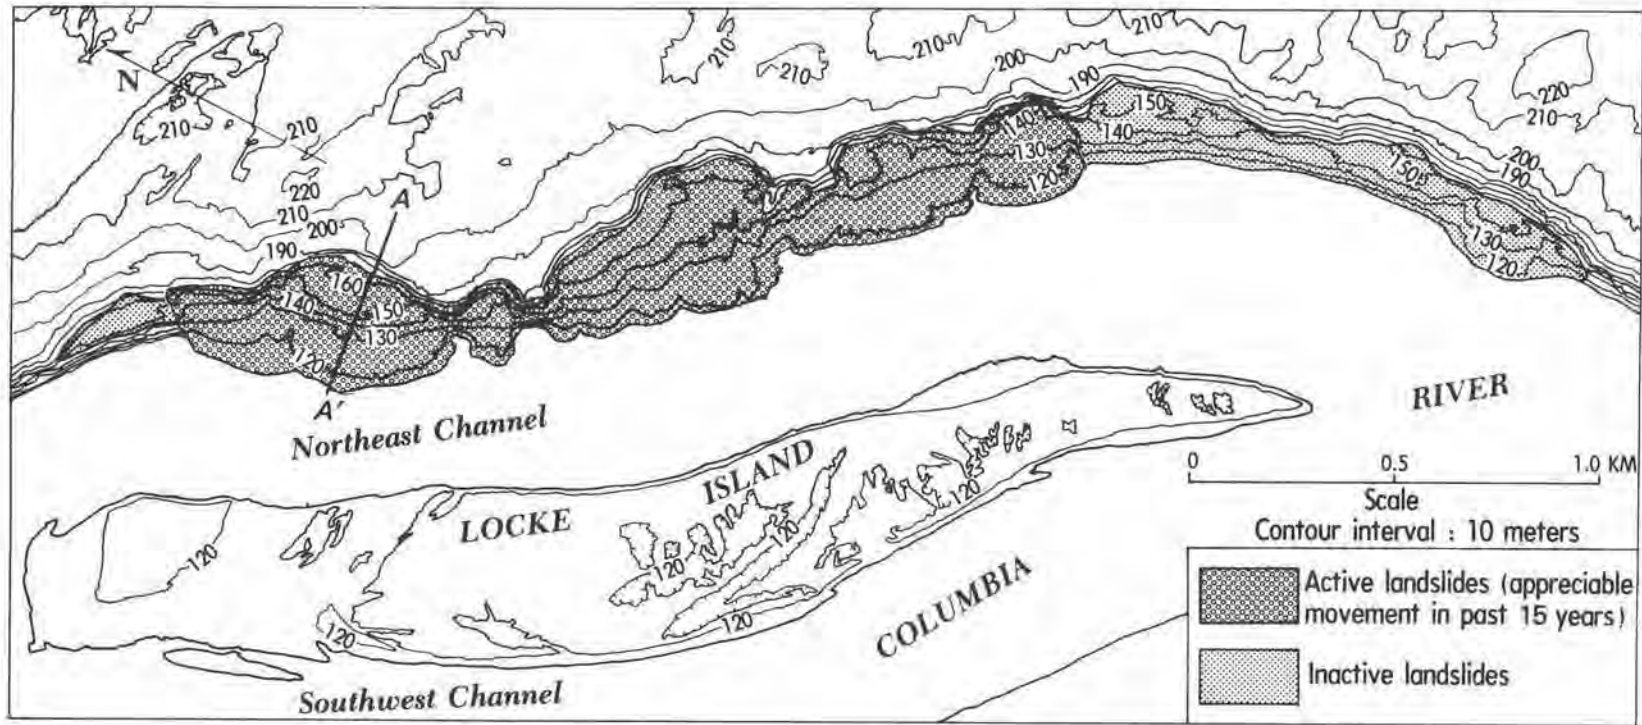 210
210
210
210
200
190
220
210
N
210
210
150
140
140
130
120
150
200
190
220
210
A
200
190
160
140
150
130
120
130
120
A'
Northeast Channel
RIVER
ISLAND
LOCKE
0 0.5 1.0 KM
Scale
Contour interval : 10 meters
120
120
120
120
120
120
120
COLUMBIA
Southwest Channel
Active landslides (appreciable
movement in past 15 years)
Inactive landslides